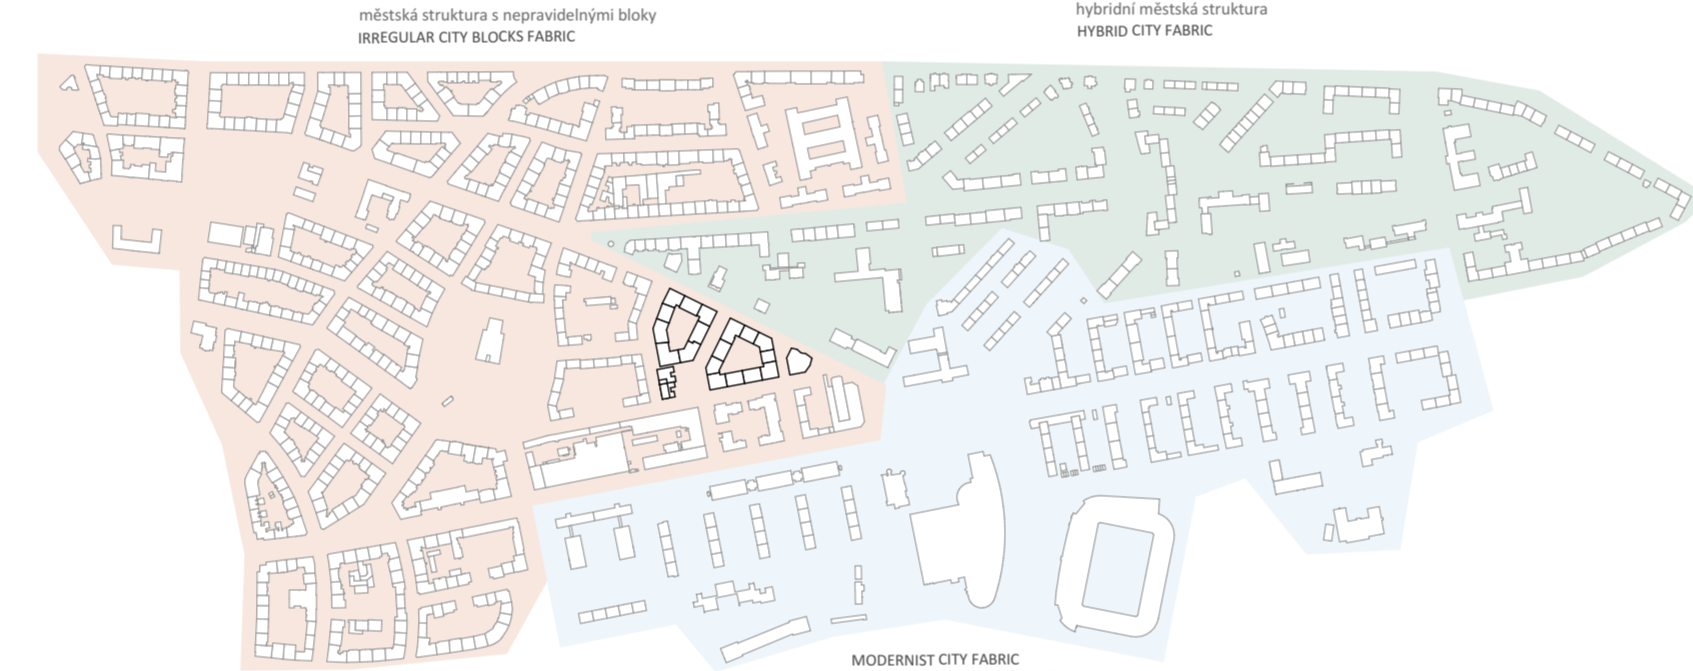 městská struktura s nepravidelnými bloky
IRREGULAR CITY BLOCKS FABRIC
hybridní městská struktura
HYBRID CITY FABRIC
MODERNIST CITY FABRIC